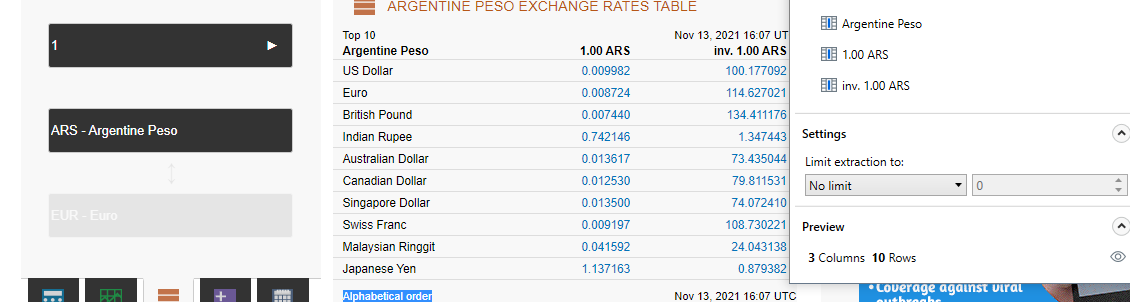 1
ARS - Argentine Peso
EUR - Euro
ARGENTINE PESO EXCHANGE RATES TABLE
Top 10 Nov 13, 2021 16:07 UT
Argentine Peso 1.00 ARS inv. 1.00 ARS
US Dollar 0.009982 100.177092
Euro 0.008724 114.627021
British Pound 0.007440 134.411176
Indian Rupee 0.742146 1.347443
Australian Dollar 0.013617 73.435044
Canadian Dollar 0.012530 79.811531
Singapore Dollar 0.013500 74.072410
Swiss Franc 0.009197 108.730221
Malaysian Ringgit 0.041592 24.043138
Japanese Yen 1.137163 0.879382
Alphabetical order Nov 13, 2021 16:07 UTC
Argentine Peso
1.00 ARS
inv. 1.00 ARS
Settings
Limit extraction to:
No limit 0
Preview
3 Columns 10 Rows
• Coverage against viral
outbreaks